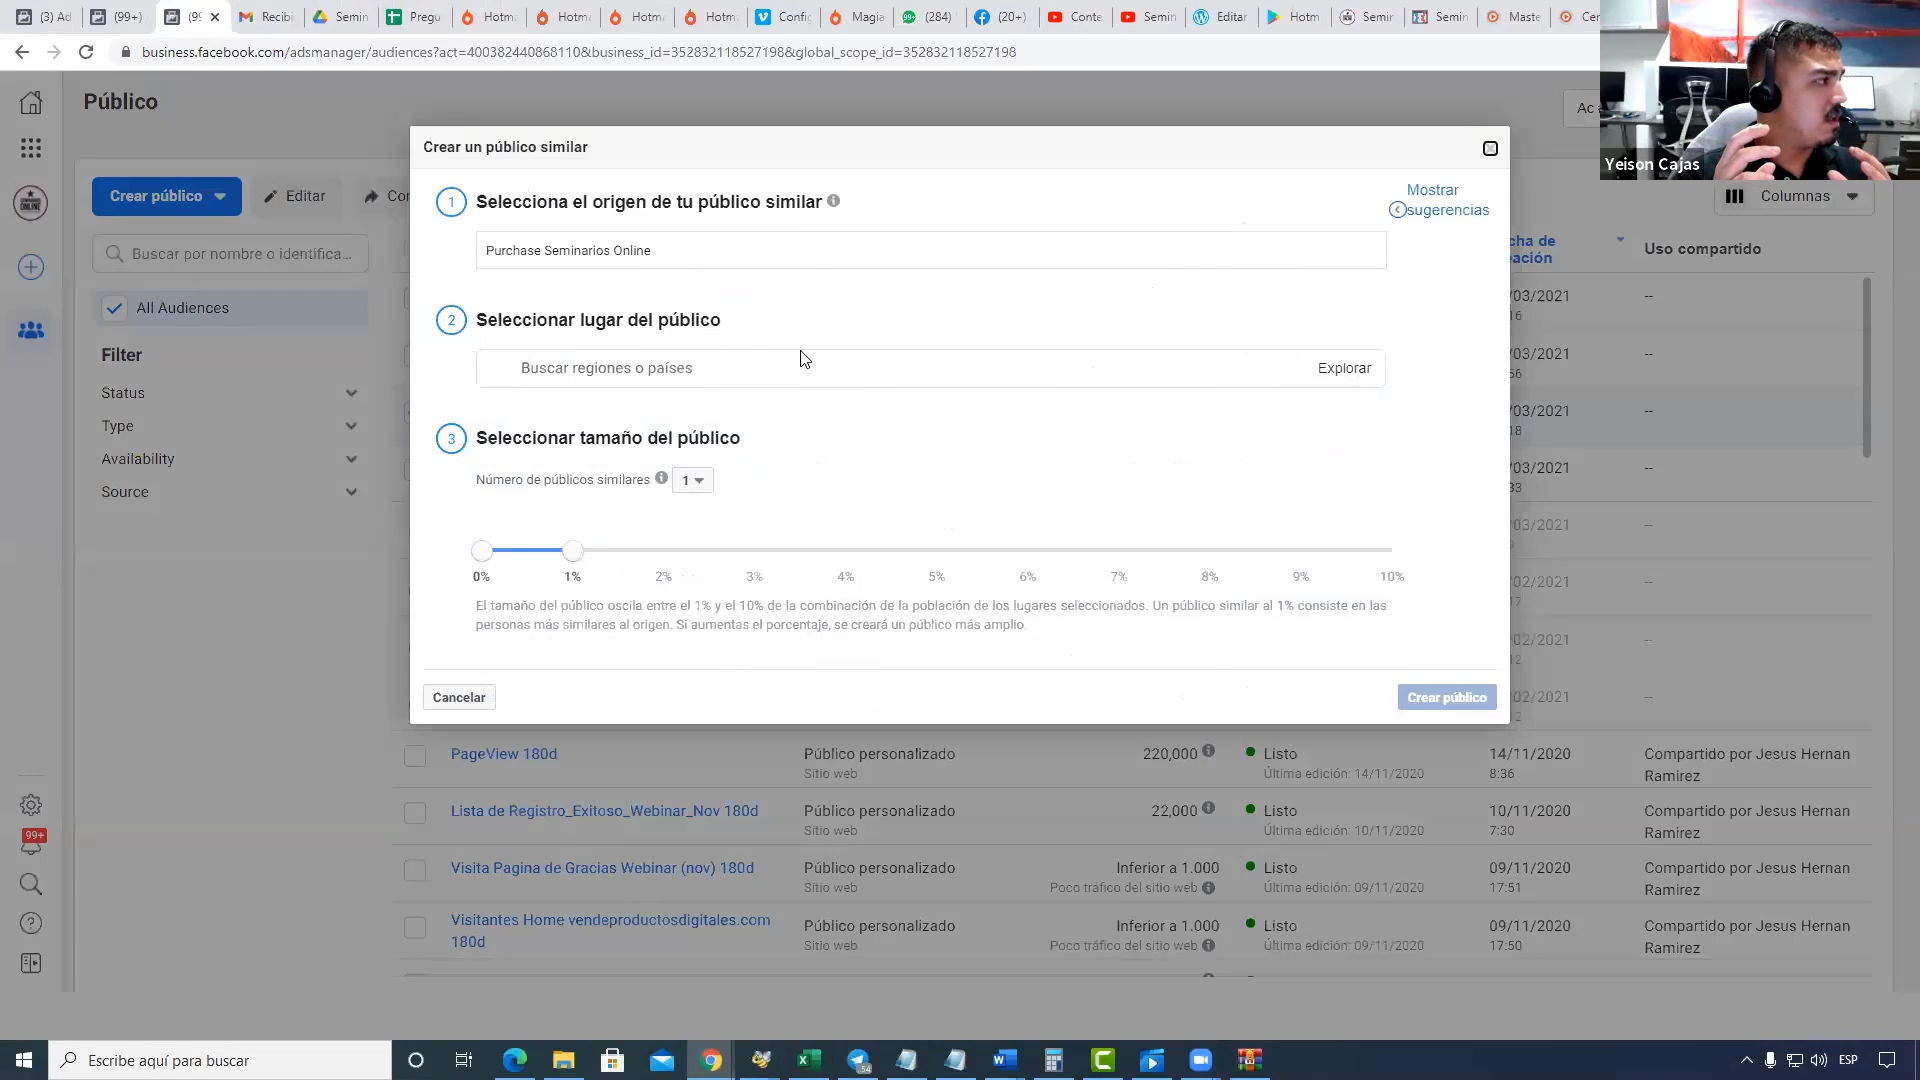 (3) Ad
(99+)
(99
Recibi
Semin
Pregu
Hotm
Hotm
Hotm
Hotm
Config
Magia
(284)
(20+)
Conte
Semin
Editar
Hotm
Semin
Semin
Maste
Cer
business.facebook.com/adsmanager/audiences?act=400382440868110&business_id=352832118527198&global_scope_id=352832118527198
Yeison Cajas
Público
Crear público
Editar
Con
Columnas
Buscar por nombre o identifica...
All Audiences
Filter
Status
Type
Availability
Source
Crear un público similar
Mostrar
sugerencias
1 Selecciona el origen de tu público similar
Purchase Seminarios Online
2 Seleccionar lugar del público
Buscar regiones o países
Explorar
3 Seleccionar tamaño del público
Número de públicos similares
1
0% 1% 2% 3% 4% 5% 6% 7% 8% 9% 10%
El tamaño del público oscila entre el 1% y el 10% de la combinación de la población de los lugares seleccionados. Un público similar al 1% consiste en las
personas más similares al origen. Si aumentas el porcentaje, se creará un público más amplio.
Cancelar
Crear público
cha de
eación
Uso compartido
/03/2021 --
16
/03/2021 --
56
/03/2021 --
18
/03/2021 --
33
/03/2021 --
/02/2021 --
17
/02/2021 --
12
/02/2021 --
12
PageView 180d Público personalizado 220,000 Listo 14/11/2020 Compartido por Jesus Hernan
Sitio web Última edición: 14/11/2020 8:36 Ramirez
Lista de Registro_Exitoso_Webinar_Nov 180d Público personalizado 22,000 Listo 10/11/2020 Compartido por Jesus Hernan
Sitio web Última edición: 10/11/2020 7:30 Ramirez
Visita Pagina de Gracias Webinar (nov) 180d Público personalizado Inferior a 1.000 Listo 09/11/2020 Compartido por Jesus Hernan
Sitio web Poco tráfico del sitio web Última edición: 09/11/2020 17:51 Ramirez
Visitantes Home vendeproductosdigitales.com Público personalizado Inferior a 1.000 Listo 09/11/2020 Compartido por Jesus Hernan
180d Sitio web Poco tráfico del sitio web Última edición: 09/11/2020 17:50 Ramirez
99+
Escribe aquí para buscar
54
ESP